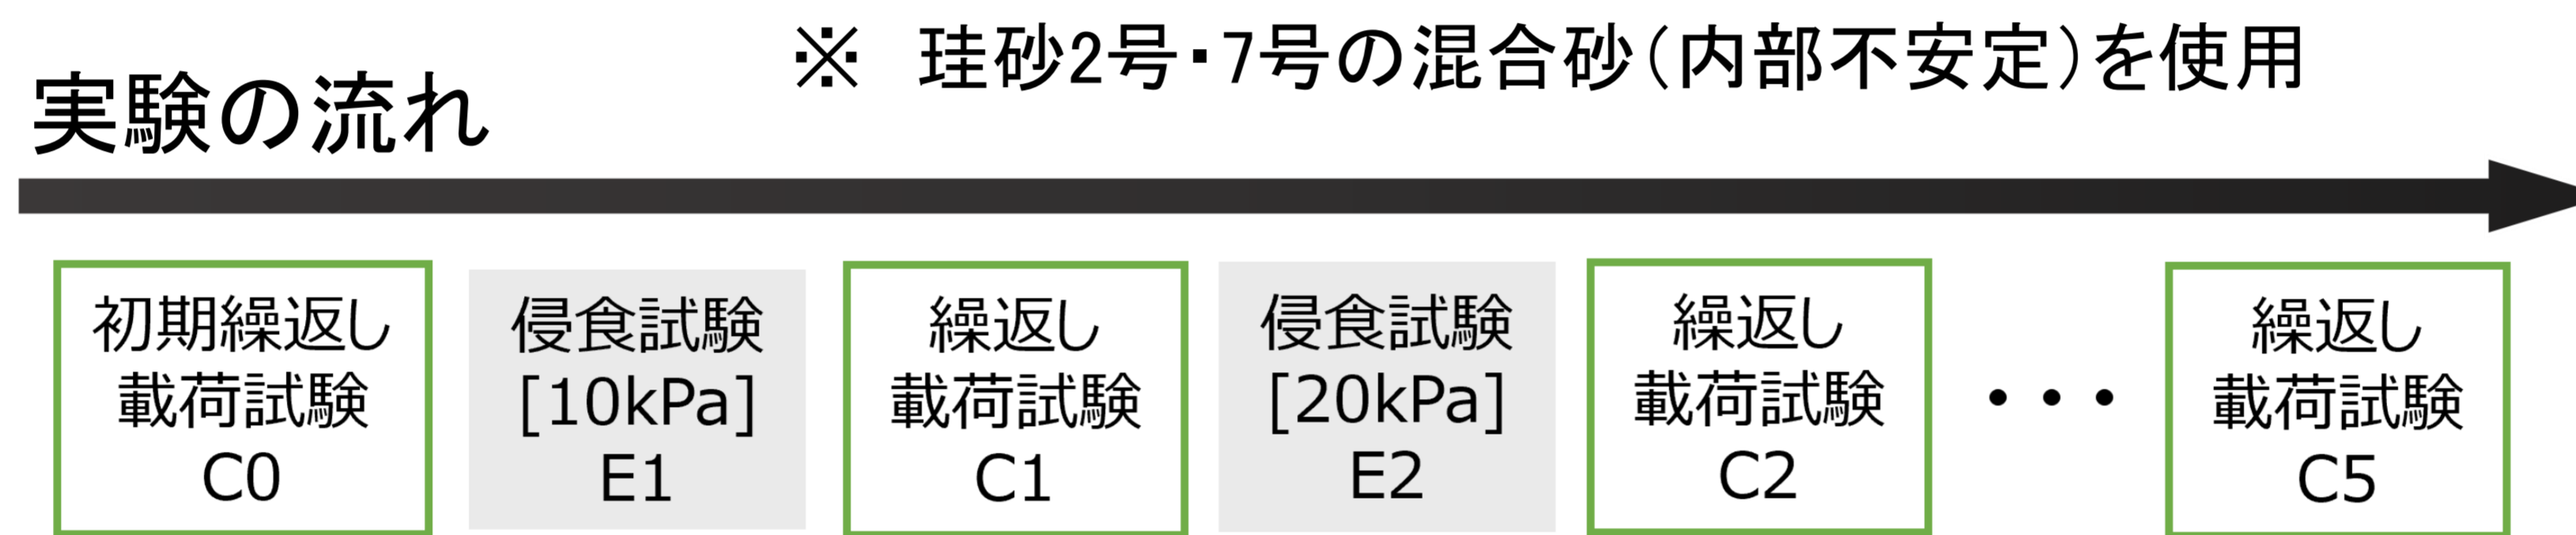 ※　珪砂2号・7号の混合砂(内部不安定)を使用
実験の流れ
初期繰返し
載荷試験
C0
侵食試験
[10kPa]
E1
繰返し
載荷試験
C1
侵食試験
[20kPa]
E2
繰返し
載荷試験
C2
・・・
繰返し
載荷試験
C5